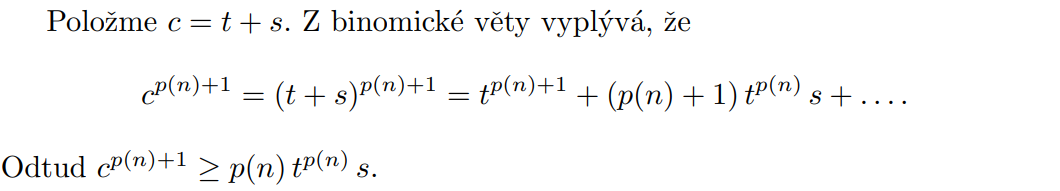 Položme c = t + s. Z binomické věty vyplývá, že
c^{p(n)+1} = (t + s)^{p(n)+1} = t^{p(n)+1} + (p(n) + 1) t^{p(n)} s + . . . .
Odtud c^{p(n)+1} ≥ p(n) t^{p(n)} s.